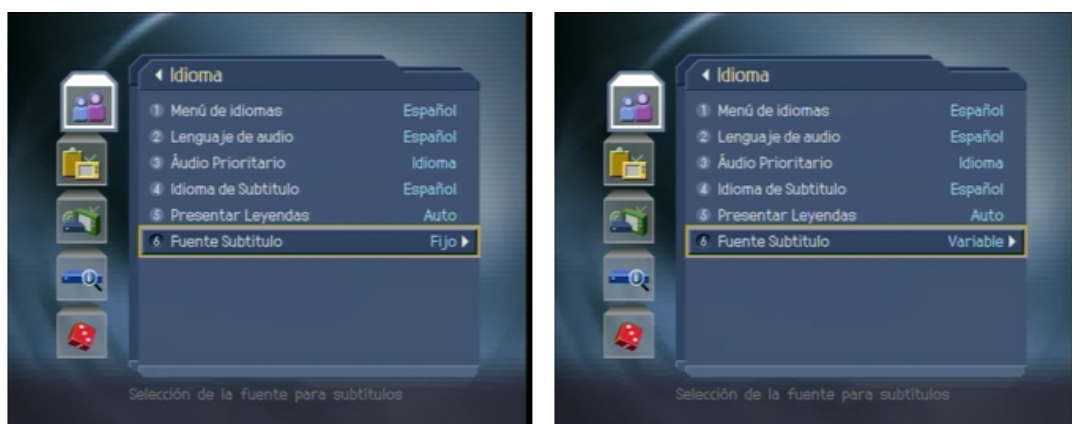 Idioma
1 Menú de idiomas Español
2 Lenguaje de audio Español
3 Áudio Prioritario Idioma
4 Idioma de Subtitulo Español
5 Presentar Leyendas Auto
6 Fuente Subtitulo Fijo
Selección de la fuente para subtitulos
Idioma
1 Menú de idiomas Español
2 Lenguaje de audio Español
3 Áudio Prioritario Idioma
4 Idioma de Subtitulo Español
5 Presentar Leyendas Auto
6 Fuente Subtitulo Variable
Selección de la fuente para subtitulos